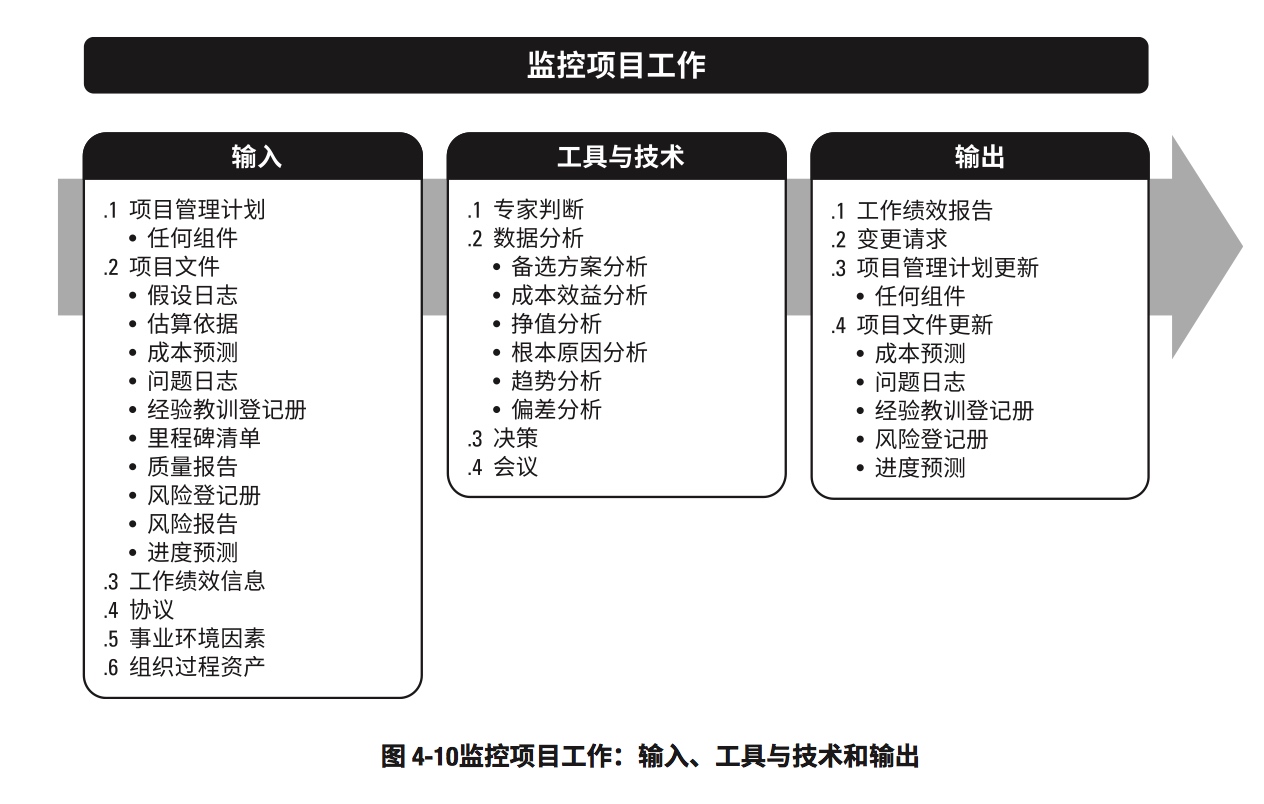 监控项目工作
输入
.1 项目管理计划
• 任何组件
.2 项目文件
• 假设日志
• 估算依据
• 成本预测
• 问题日志
• 经验教训登记册
• 里程碑清单
• 质量报告
• 风险登记册
• 风险报告
• 进度预测
.3 工作绩效信息
.4 协议
.5 事业环境因素
.6 组织过程资产
工具与技术
.1 专家判断
.2 数据分析
• 备选方案分析
• 成本效益分析
• 挣值分析
• 根本原因分析
• 趋势分析
• 偏差分析
.3 决策
.4 会议
输出
.1 工作绩效报告
.2 变更请求
.3 项目管理计划更新
• 任何组件
.4 项目文件更新
• 成本预测
• 问题日志
• 经验教训登记册
• 风险登记册
• 进度预测
图 4-10监控项目工作：输入、工具与技术和输出